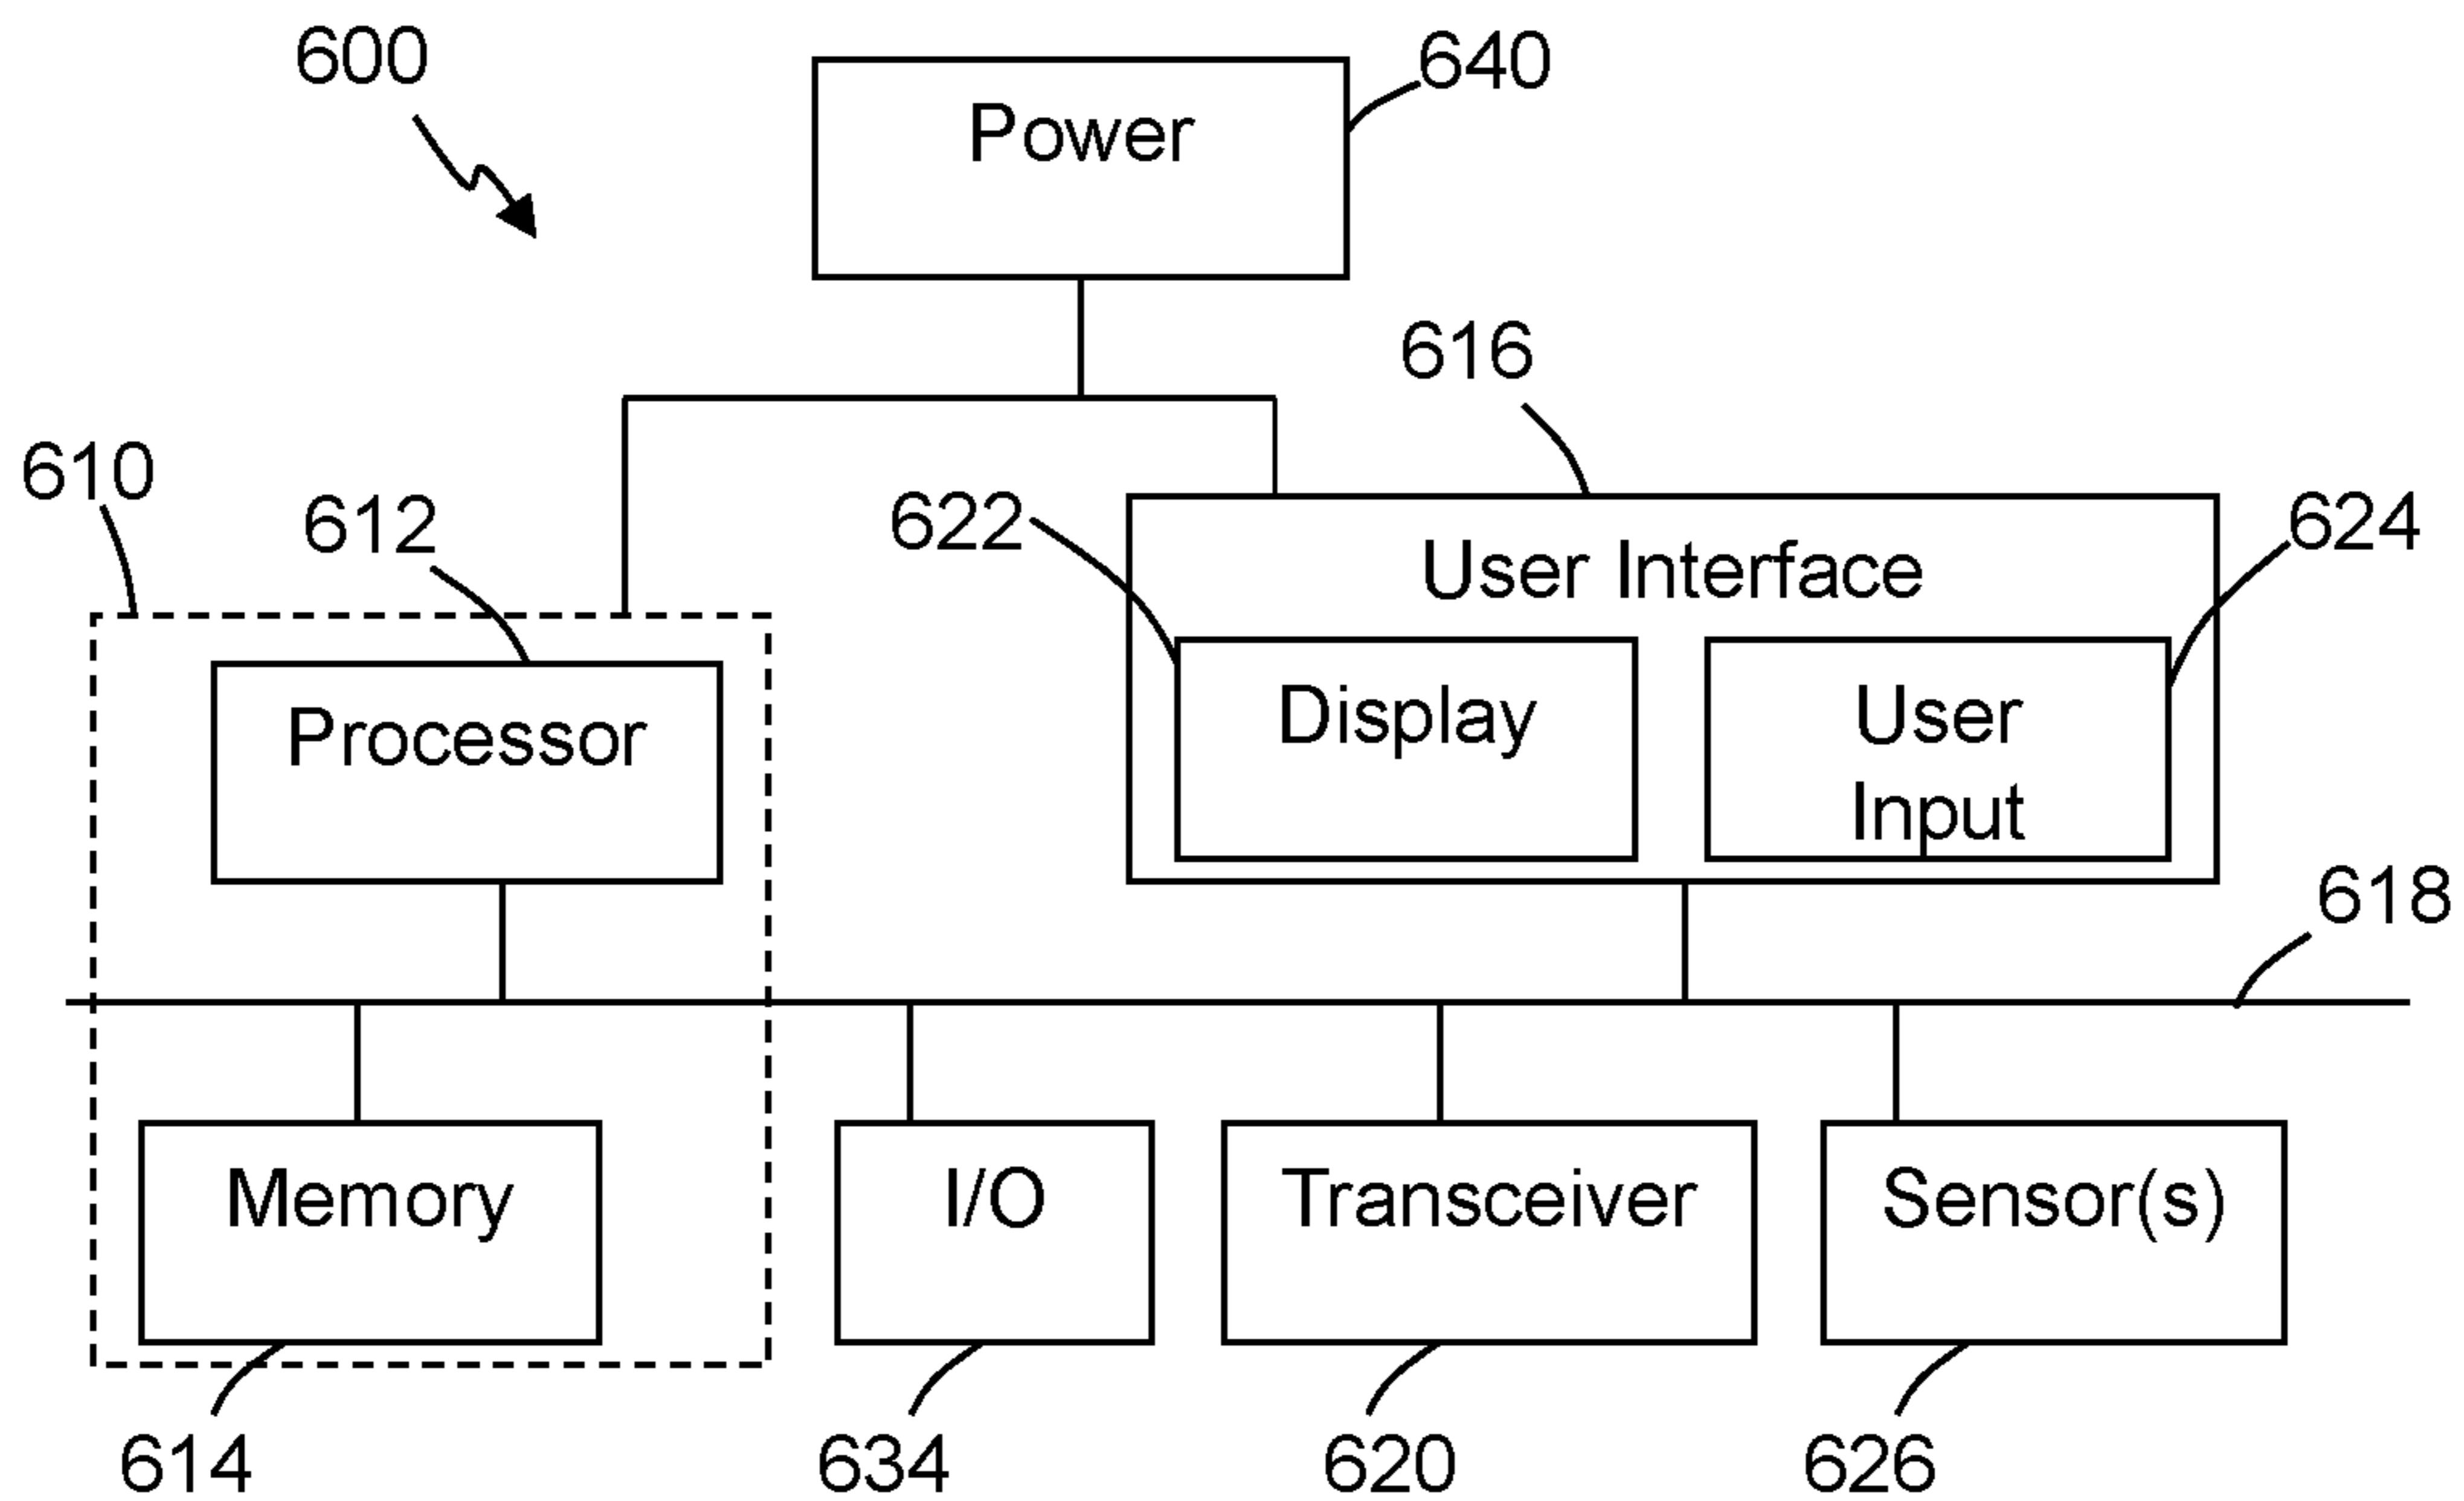 600
640
Power
616
610
612
622
624
User Interface
Processor
Display
User
Input
618
Memory
I/O
Transceiver
Sensor(s)
614
634
620
626